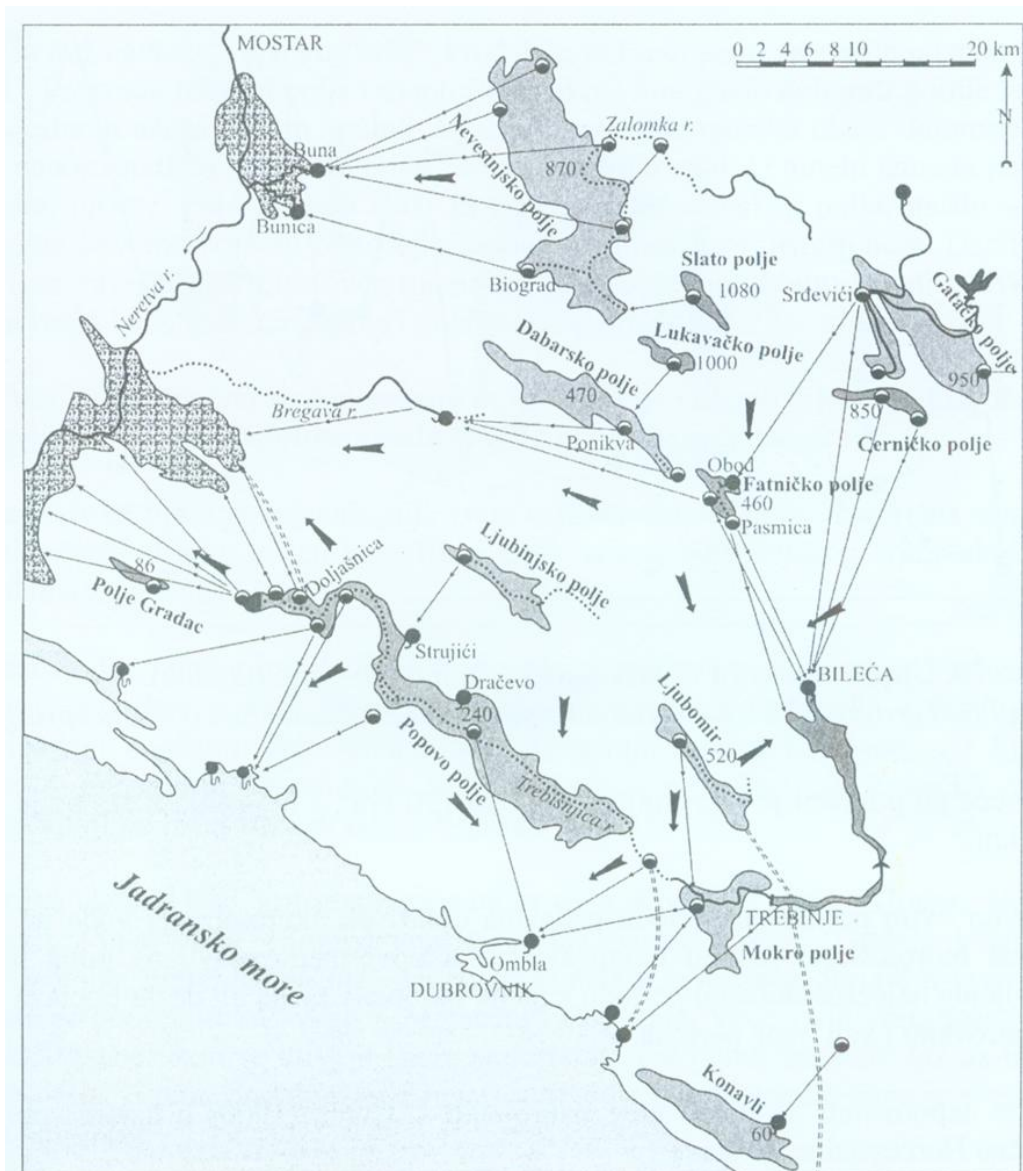 MOSTAR
0 2 4 6 8 10 20 km
N
Zalomka r.
Nevesinjsko polje
870
Buna
Bunica
Biograd
Slato polje
1080
Srđevići
Gatačko polje
950
Neretva r.
Lukavačko polje
1000
Dabarsko polje
470
850
Cerničko polje
Bregava r.
Ponikva
Obod
Fatničko polje
460
Pasmica
Ljubinjsko polje
Doljašnica
86
Polje Gradac
Strujići
BILEĆA
Dračevo
240
Ljubomir
520
Popovo polje
Trebišnjica r.
Jadransko more
TREBINJE
Mokro polje
Ombla
DUBROVNIK
Konavli
60